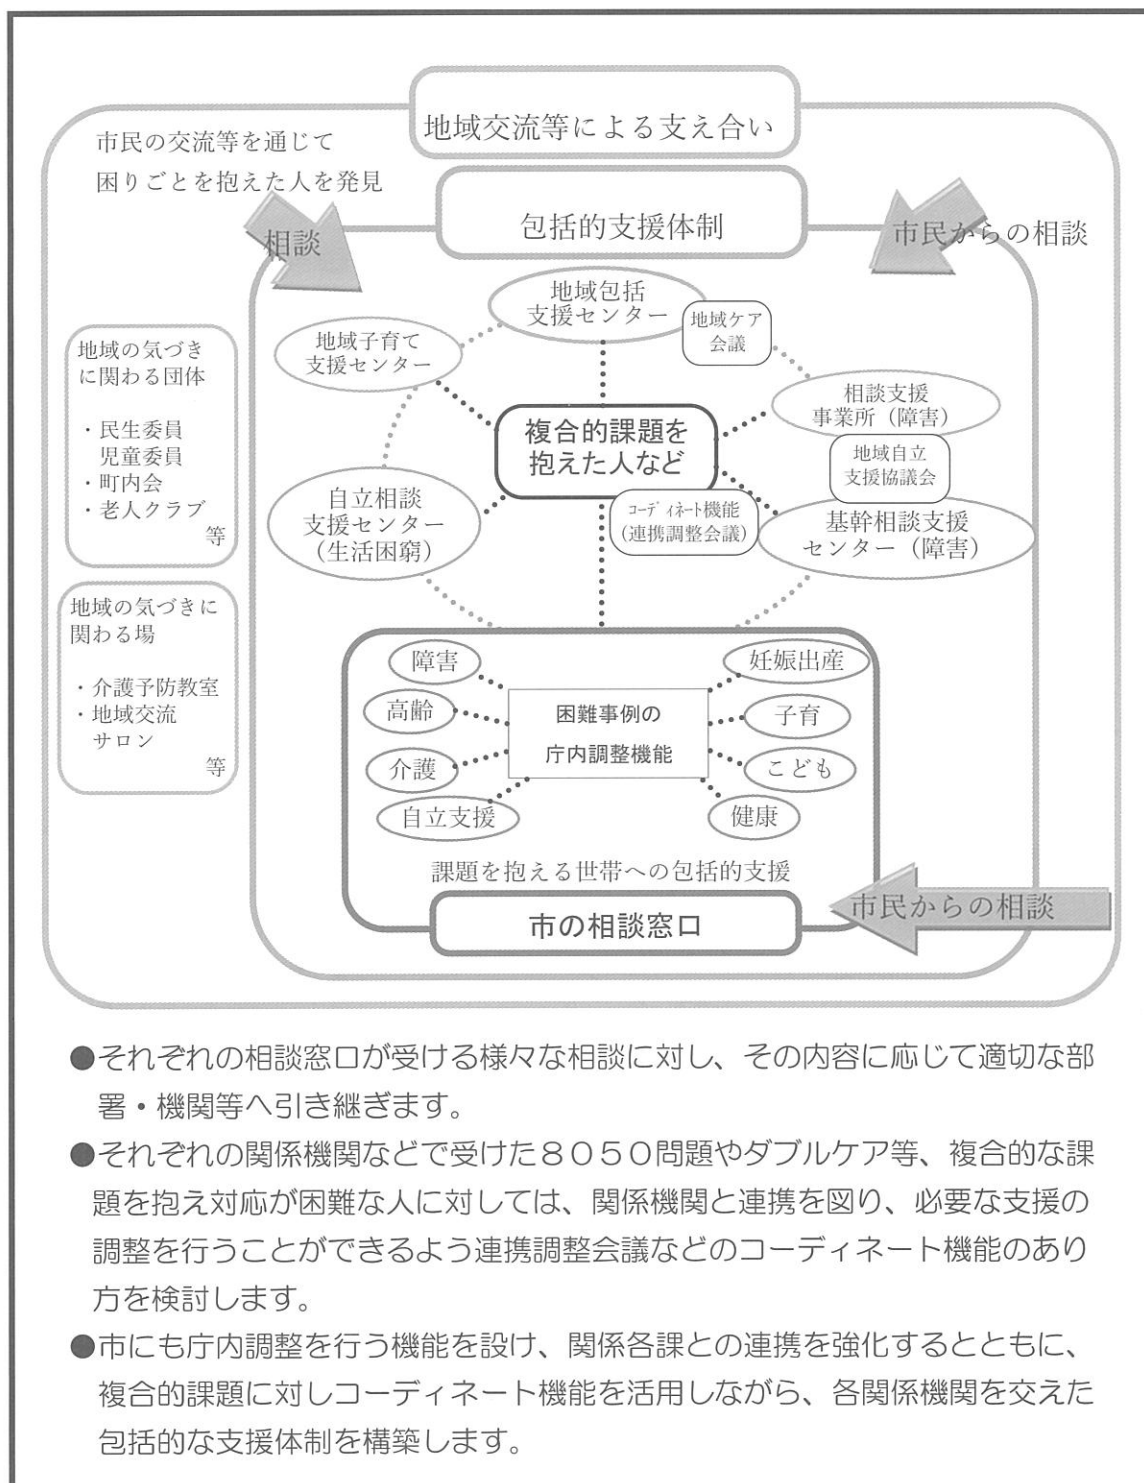 地域交流等による支え合い
市民の交流等を通じて
困りごとを抱えた人を発見
包括的支援体制
相談
市民からの相談
地域包括
支援センター
地域ケア
会議
地域子育て
支援センター
相談支援
事業所（障害）
地域自立
支援協議会
複合的課題を
抱えた人など
自立相談
支援センター
（生活困窮）
コーディネート機能
（連携調整会議）
基幹相談支援
センター（障害）
地域の気づき
に関わる団体
・民生委員
児童委員
・町内会
・老人クラブ
等
地域の気づきに
関わる場
・介護予防教室
・地域交流
サロン
等
障害
高齢
介護
自立支援
困難事例の
庁内調整機能
妊娠出産
子育
こども
健康
課題を抱える世帯への包括的支援
市の相談窓口
市民からの相談
●それぞれの相談窓口が受ける様々な相談に対し、その内容に応じて適切な部
署・機関等へ引き継ぎます。
●それぞれの関係機関などで受けた８０５０問題やダブルケア等、複合的な課
題を抱え対応が困難な人に対しては、関係機関と連携を図り、必要な支援の
調整を行うことができるよう連携調整会議などのコーディネート機能のあり
方を検討します。
●市にも庁内調整を行う機能を設け、関係各課との連携を強化するとともに、
複合的課題に対しコーディネート機能を活用しながら、各関係機関を交えた
包括的な支援体制を構築します。